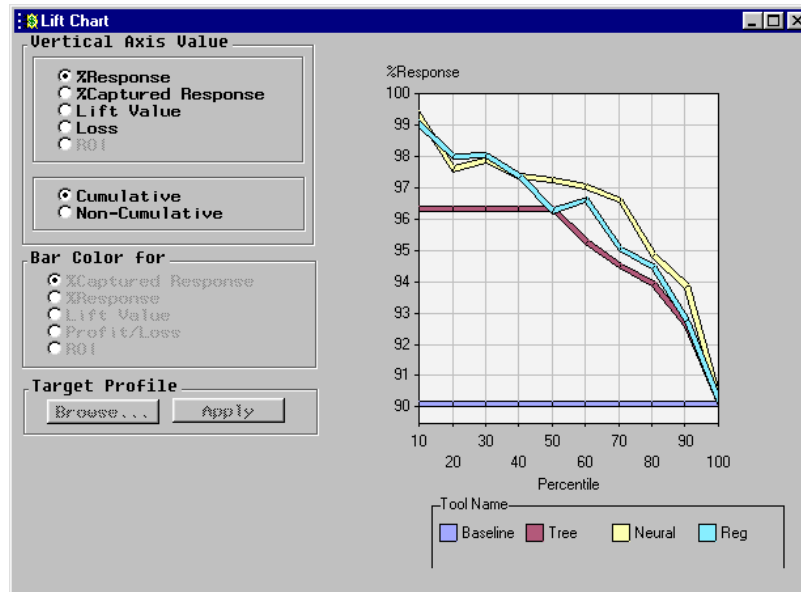 Lift Chart
Vertical Axis Value
%Response
%Captured Response
Lift Value
Loss
ROI
Cumulative
Non-Cumulative
Bar Color for
%Captured Response
%Response
Lift Value
Profit/Loss
ROI
Target Profile
Browse... Apply
%Response
100
99
98
97
96
95
94
93
92
91
90
10 30 50 70 90
20 40 60 80 100
Percentile
Tool Name
Baseline Tree Neural Reg